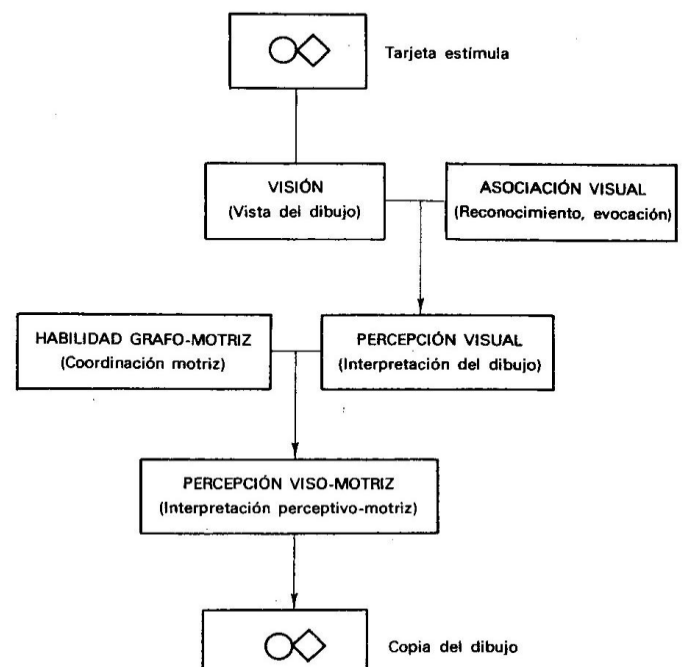 Tarjeta estímula
VISIÓN
(Vista del dibujo)
ASOCIACIÓN VISUAL
(Reconocimiento, evocación)
HABILIDAD GRAFO-MOTRIZ
(Coordinación motriz)
PERCEPCIÓN VISUAL
(Interpretación del dibujo)
PERCEPCIÓN VISO-MOTRIZ
(Interpretación perceptivo-motriz)
Copia del dibujo